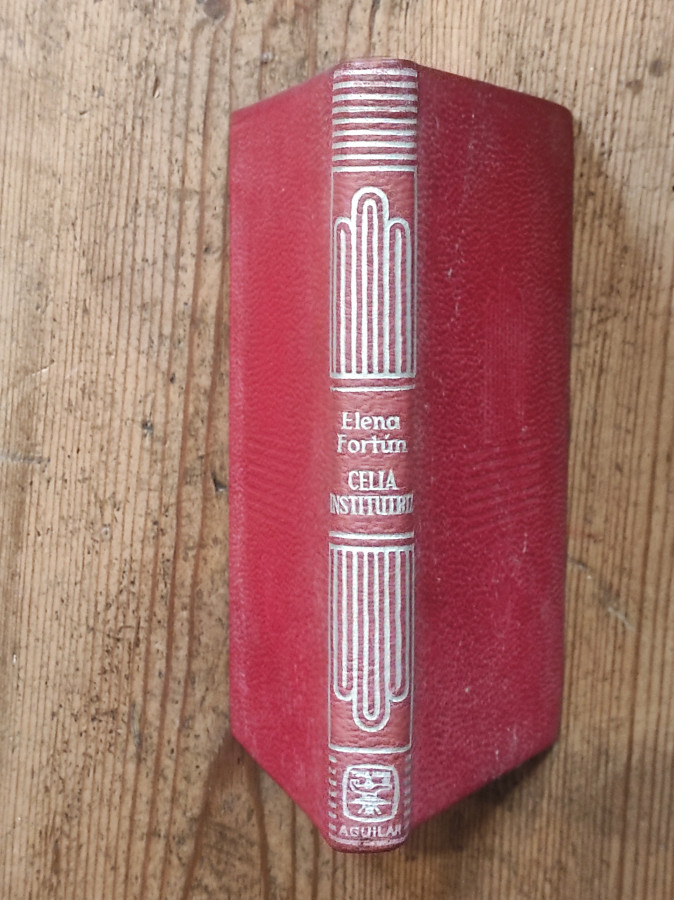 Elena
Fortún
CELIA
INSTITUTRIZ
AGUILAR